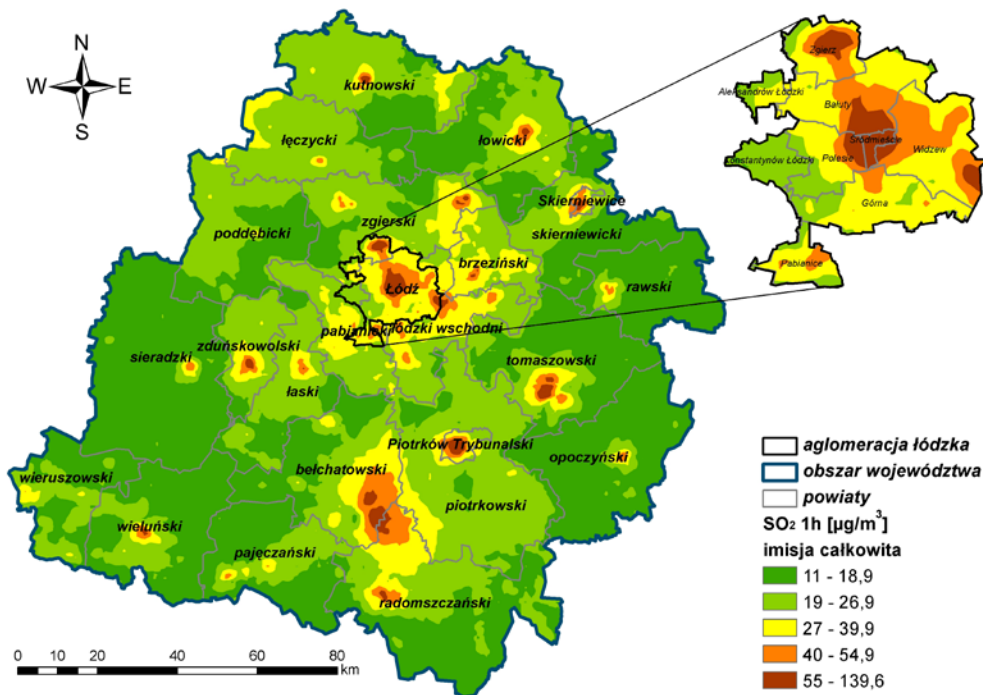 N
W E
S
kutnowski
łęczycki
łowicki
Skierniewice
zgierski
skierniewicki
poddębicki
brzeziński
Łódź
rawski
pabianicki
łódzki wschodni
zduńskowolski
sieradzki
łaski
tomaszowski
Piotrków Trybunalski
bełchatowski
opoczyński
wieruszowski
piotrkowski
wieluński
pajęczański
radomszczański
Zgierz
Aleksandrów Łódzki
Bałuty
Śródmieście
Widzew
Konstantynów Łódzki
Polesie
Górna
Pabianice
aglomeracja łódzka
obszar województwa
powiaty
SO2 1h [µg/m³]
imisja całkowita
11 - 18,9
19 - 26,9
27 - 39,9
40 - 54,9
55 - 139,6
0 10 20 40 60 80
km